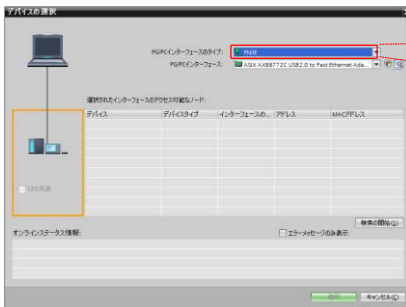 デバイスの選択
PG/PCインターフェースのタイプ: PN/IE
PG/PCインターフェース: ASIX AX88772C USB2.0 to Fast Ethernet Ada...
選択されたインターフェースのアクセス可能なノード:
デバイス デバイスタイプ インターフェースの... アドレス MACアドレス
LED点滅
検索の開始(S)
オンラインステータス情報: エラーメッセージのみ表示
適用 キャンセル(C)